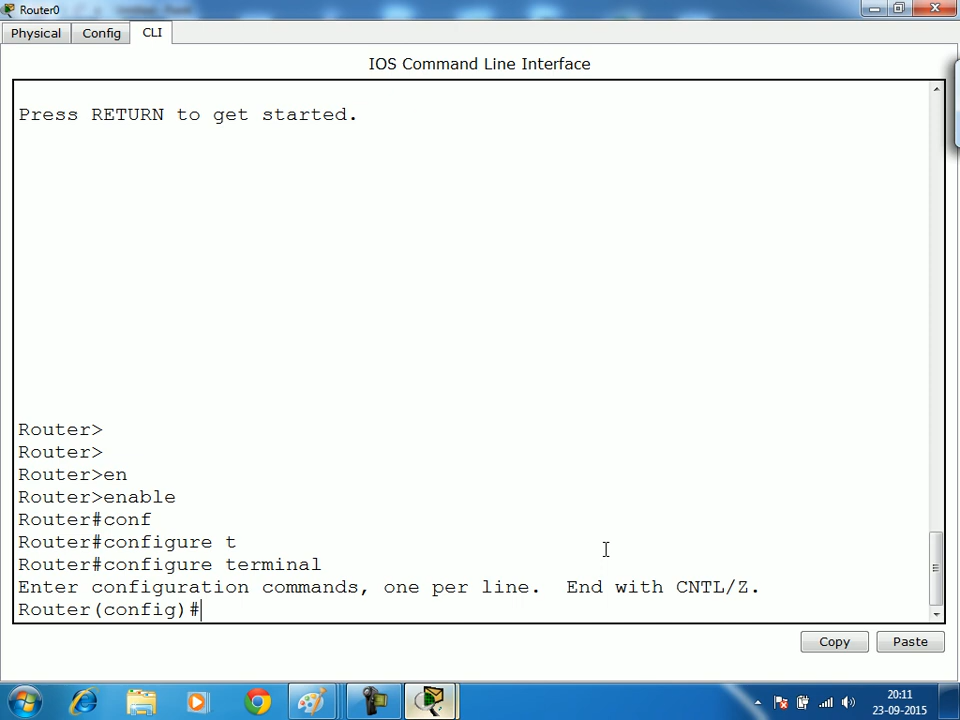 Router0
Physical Config CLI
IOS Command Line Interface
Press RETURN to get started.
Router>
Router>
Router>en
Router>enable
Router#conf
Router#configure t
Router#configure terminal
Enter configuration commands, one per line.  End with CNTL/Z.
Router(config)#
Copy Paste
20:11
23-09-2015